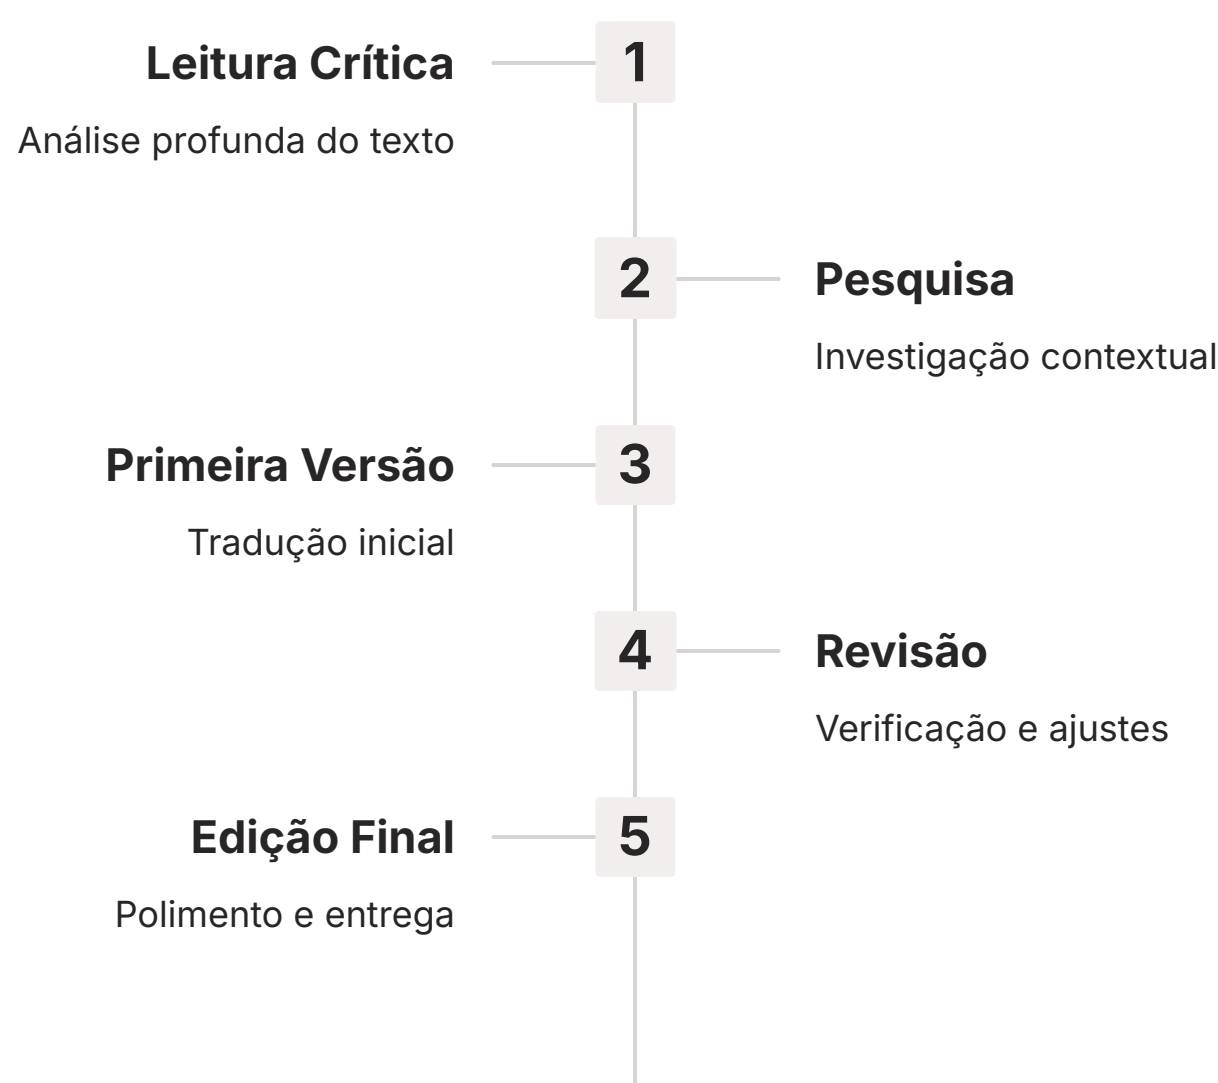 1
Leitura Crítica
Análise profunda do texto
2
Pesquisa
Investigação contextual
3
Primeira Versão
Tradução inicial
4
Revisão
Verificação e ajustes
5
Edição Final
Polimento e entrega